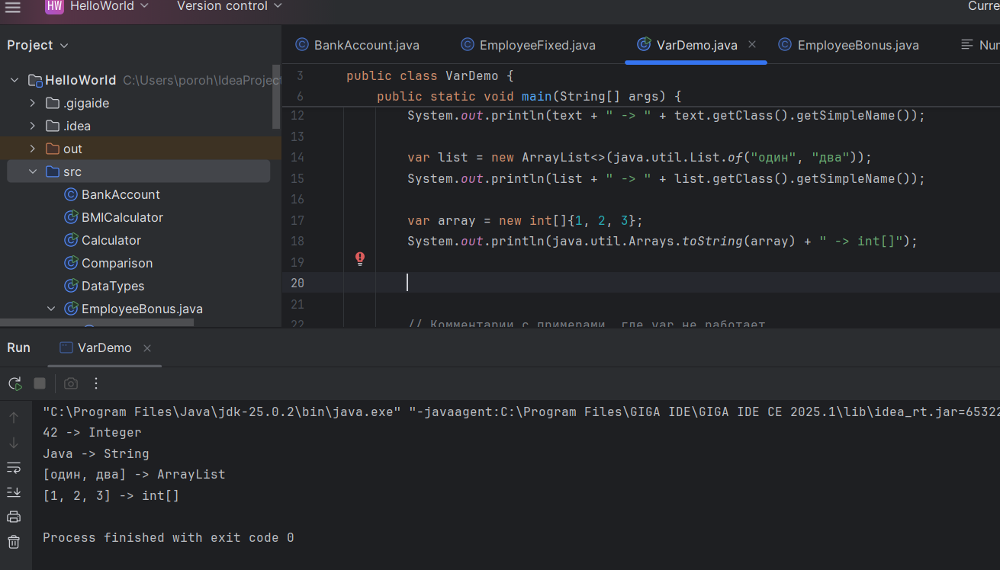 HW HelloWorld Version control Curre
Project
BankAccount.java EmployeeFixed.java VarDemo.java EmployeeBonus.java Num
HelloWorld C:\Users\poroh\IdeaProject
.gigaide
.idea
out
src
BankAccount
BMICalculator
Calculator
Comparison
DataTypes
EmployeeBonus.java
3 public class VarDemo {
6 public static void main(String[] args) {
12 System.out.println(text + " -> " + text.getClass().getSimpleName());
13
14 var list = new ArrayList<>(java.util.List.of("один", "два"));
15 System.out.println(list + " -> " + list.getClass().getSimpleName());
16
17 var array = new int[]{1, 2, 3};
18 System.out.println(java.util.Arrays.toString(array) + " -> int[]");
19
20
21
22 // Комментарии с примерами, где var не работает
Run VarDemo
"C:\Program Files\Java\jdk-25.0.2\bin\java.exe" "-javaagent:C:\Program Files\GIGA IDE\GIGA IDE CE 2025.1\lib\idea_rt.jar=65322
42 -> Integer
Java -> String
[один, два] -> ArrayList
[1, 2, 3] -> int[]
Process finished with exit code 0